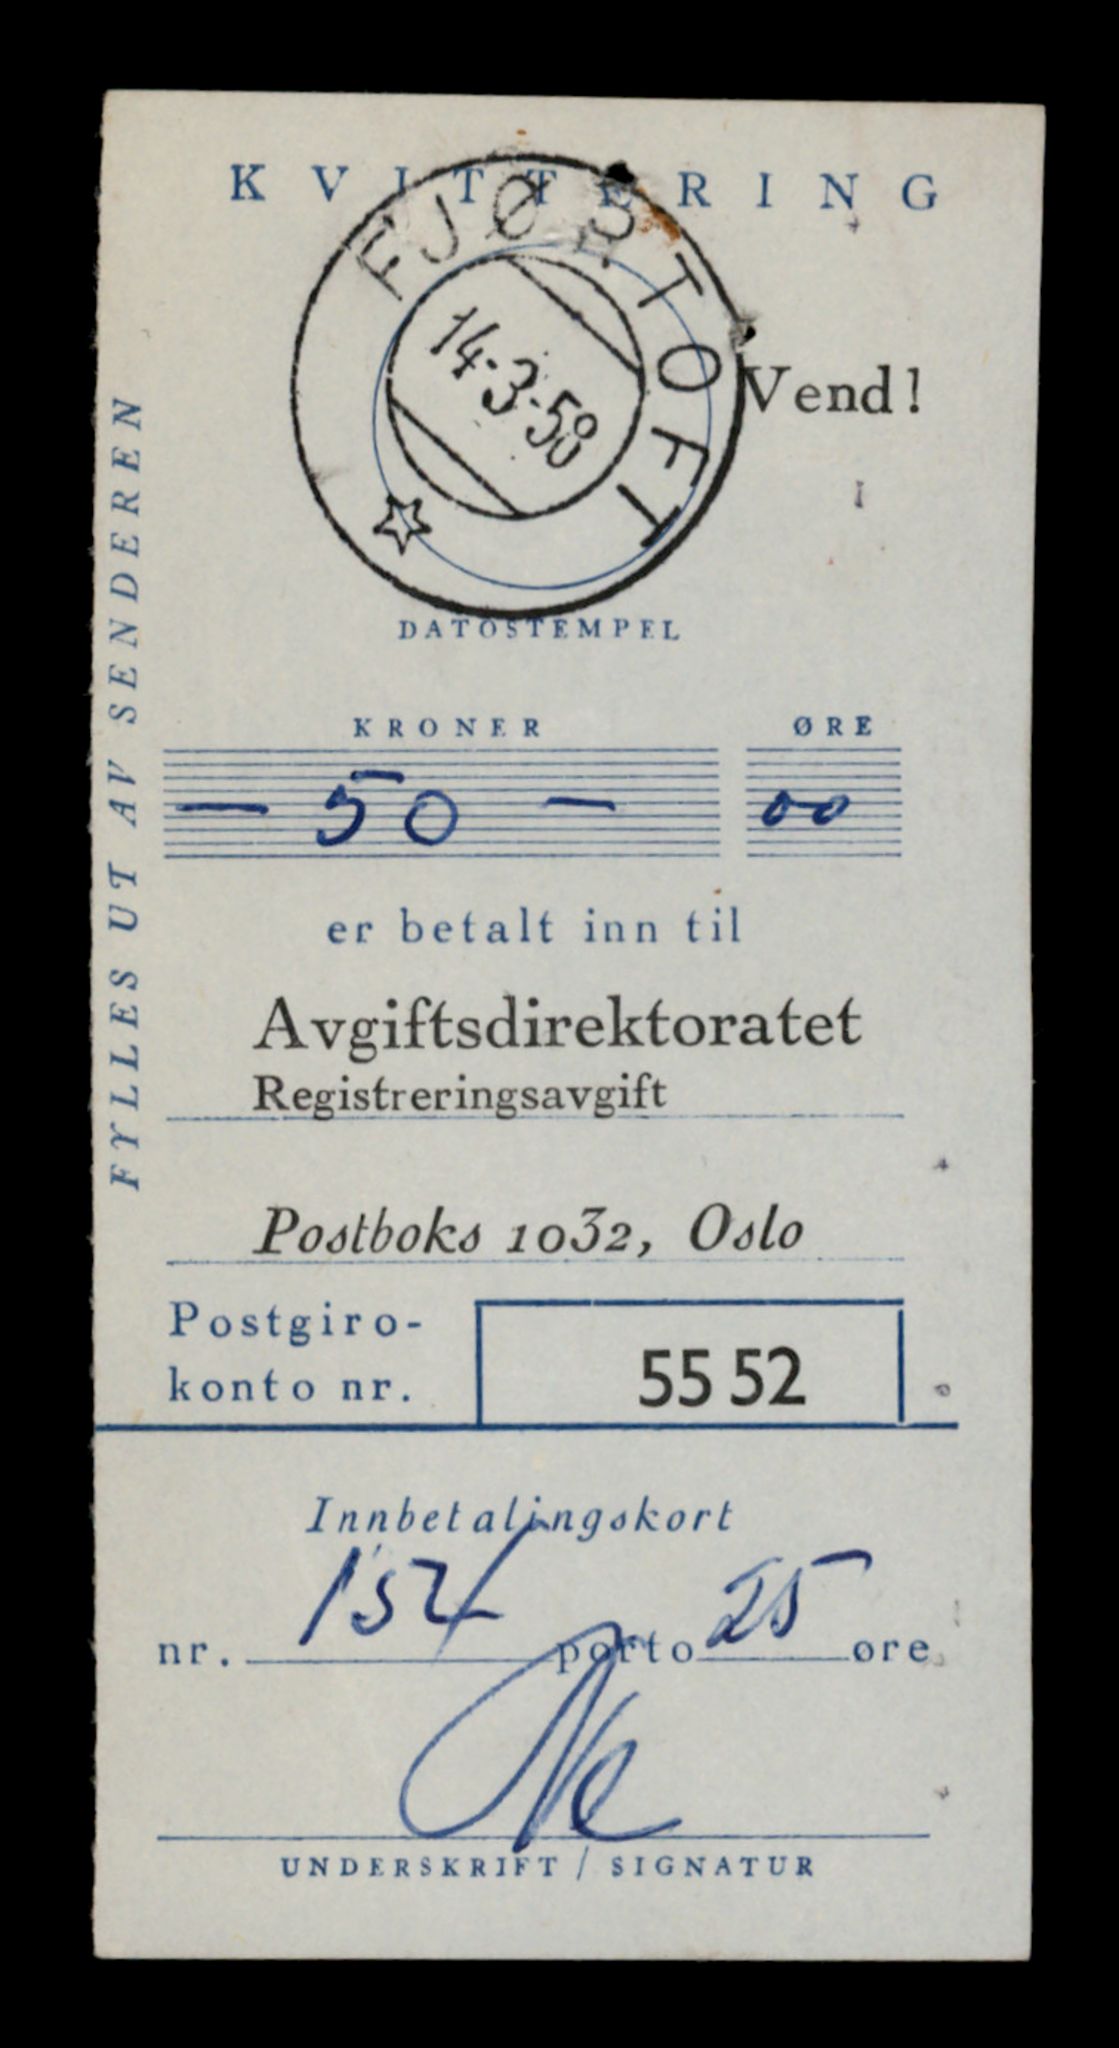 KVITTERING
FJØSTOFT
14-3-58
Vend!
DATOSTEMPEL
FYLLES UT AV SENDEREN
KRONER ØRE
— 50 — 00
er betalt inn til
Avgiftsdirektoratet
Registreringsavgift
Postboks 1032, Oslo
Postgiro-
konto nr. 55 52
Innbetalingskort
nr. 154 porto 25 øre
UNDERSKRIFT / SIGNATUR